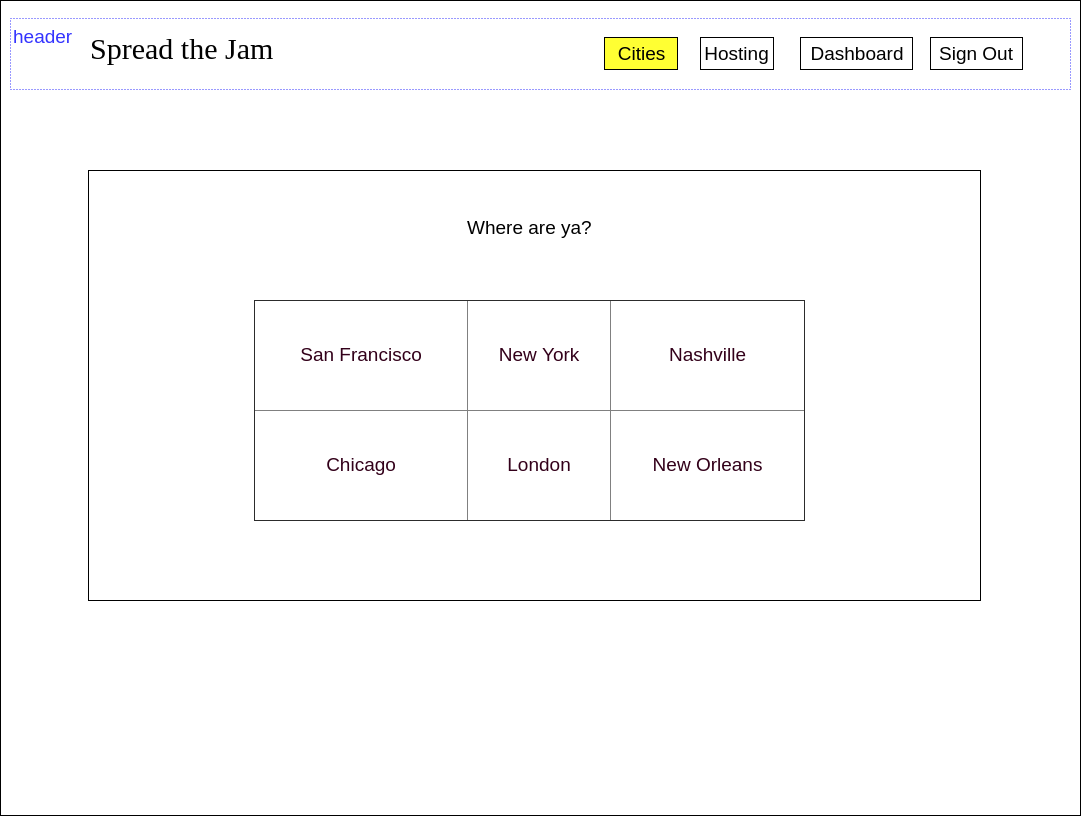 header
Spread the Jam
Cities
Hosting
Dashboard
Sign Out
Where are ya?
San Francisco
New York
Nashville
Chicago
London
New Orleans